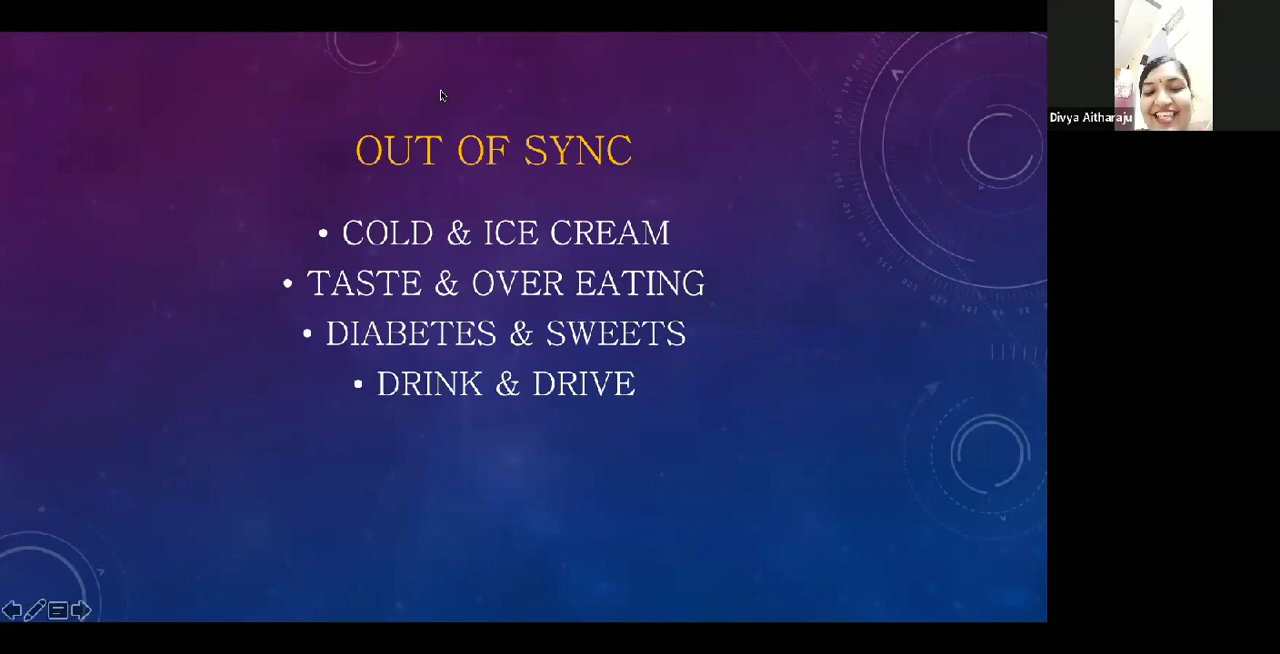 OUT OF SYNC
• COLD & ICE CREAM
• TASTE & OVER EATING
• DIABETES & SWEETS
• DRINK & DRIVE
Divya Aitharaju